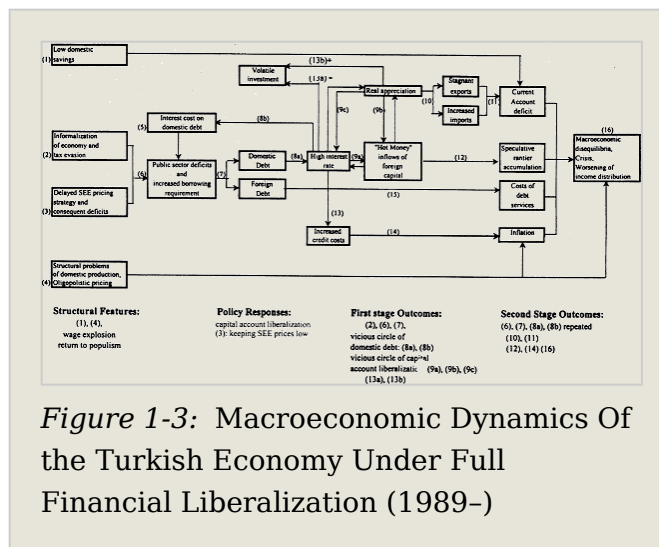 Low domestic
(1) savings
(13b)+
Volatile
investment
(13a) -
Real appreciation
Stagnant
exports
(10)
Increased
imports
(11)
Current
Account
deficit
(9c)
(9b)
Interest cost on
domestic debt
(5)
(8b)
(2)
Informalization
of economy and
tax evasion
(6)
Public sector deficits
and
increased borrowing
requirement
(7)
Domestic
Debt
(8a)
High interest
rate
(9a)
"Hot Money"
inflows of
foreign
capital
(12)
Speculative
rentier
accumulation
(16)
Macroeconomic
disequilibria,
Crisis,
Worsening of
income distribution
Foreign
Debt
(15)
Costs of
debt
services
Delayed SEE pricing
strategy and
(3) consequent deficits
(13)
Increased
credit costs
(14)
Inflation
Structural problems
of domestic production,
(4) Oligopolistic pricing
Structural Features:
(1), (4),
wage explosion
return to populism
Policy Responses:
capital account liberalization
(3): keeping SEE prices low
First stage Outcomes:
(2), (6), (7),
vicious circle of
domestic debt: (8a), (8b)
vicious circle of capital
account liberalizatic (9a), (9b), (9c)
(13a), (13b)
Second Stage Outcomes:
(6), (7), (8a), (8b) repeated
(10), (11)
(12), (14) (16)
Figure 1-3: Macroeconomic Dynamics Of
the Turkish Economy Under Full
Financial Liberalization (1989–)